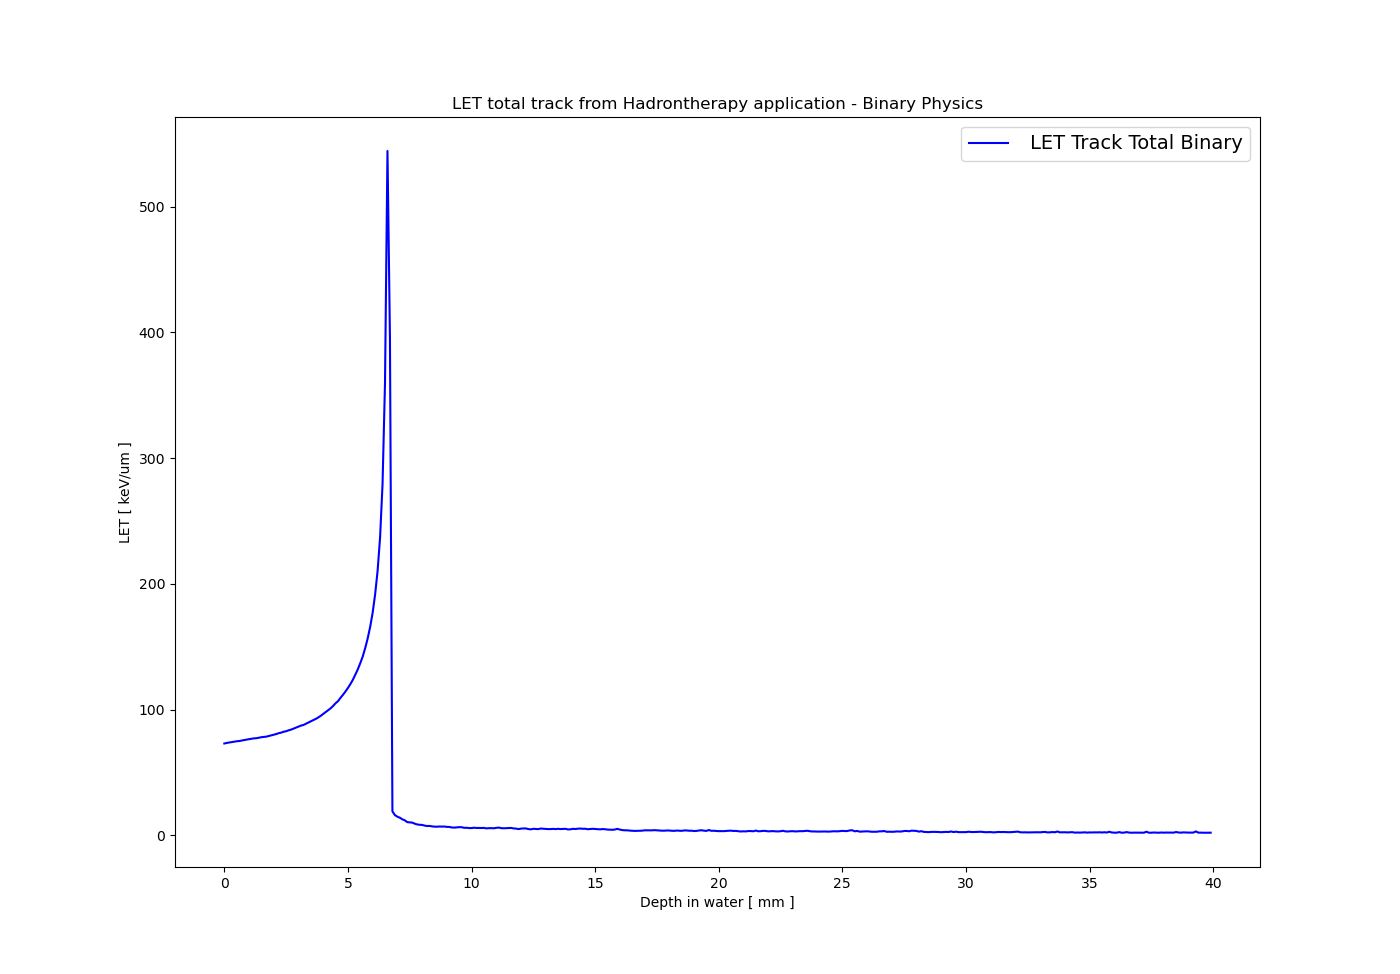 LET total track from Hadrontherapy application - Binary Physics
LET Track Total Binary
500
400
300
200
100
0
LET [ keV/um ]
0 5 10 15 20 25 30 35 40
Depth in water [ mm ]